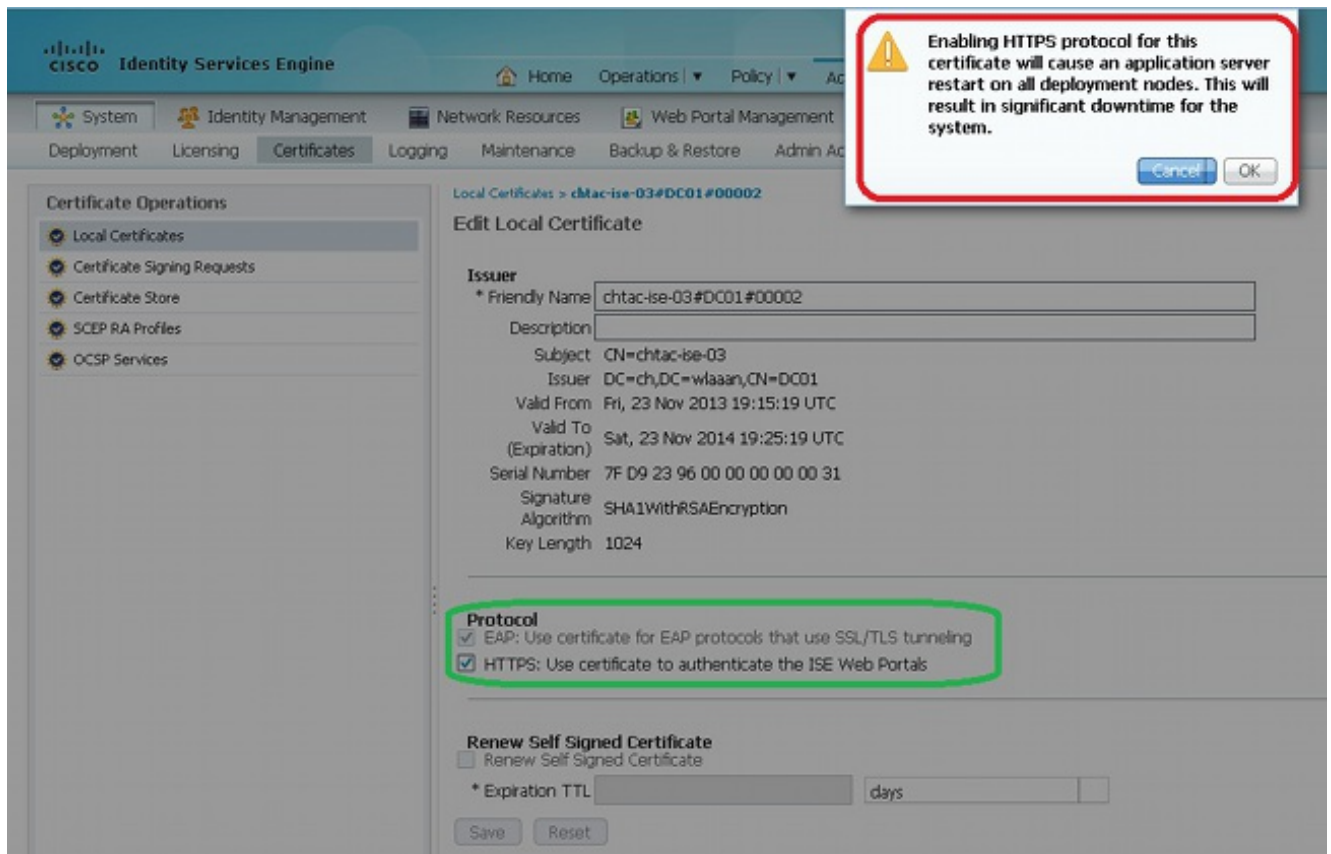 CISCO Identity Services Engine
Home Operations Policy Ac
Enabling HTTPS protocol for this
certificate will cause an application server
restart on all deployment nodes. This will
result in significant downtime for the
system.
Cancel OK
System Identity Management Network Resources Web Portal Management
Deployment Licensing Certificates Logging Maintenance Backup & Restore Admin Ac
Certificate Operations
Local Certificates
Certificate Signing Requests
Certificate Store
SCEP RA Profiles
OCSP Services
Local Certificates > chtac-ise-03#DC01#00002
Edit Local Certificate
Issuer
* Friendly Name chtac-ise-03#DC01#00002
Description
Subject CN=chtac-ise-03
Issuer DC=ch,DC=wlaaan,CN=DC01
Valid From Fri, 23 Nov 2013 19:15:19 UTC
Valid To
(Expiration) Sat, 23 Nov 2014 19:25:19 UTC
Serial Number 7F D9 23 96 00 00 00 00 00 31
Signature
Algorithm SHA1WithRSAEncryption
Key Length 1024
Protocol
EAP: Use certificate for EAP protocols that use SSL/TLS tunneling
HTTPS: Use certificate to authenticate the ISE Web Portals
Renew Self Signed Certificate
Renew Self Signed Certificate
* Expiration TTL days
Save Reset